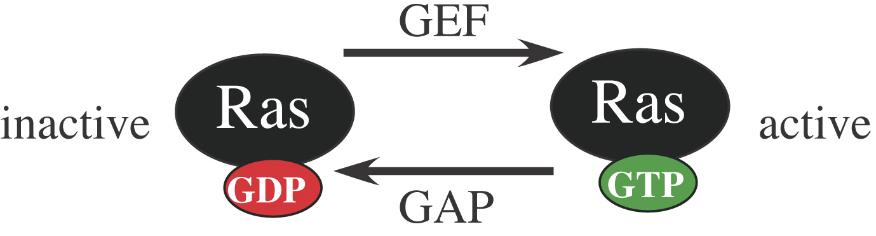 GEF
inactive
Ras
GDP
Ras
GTP
active
GAP